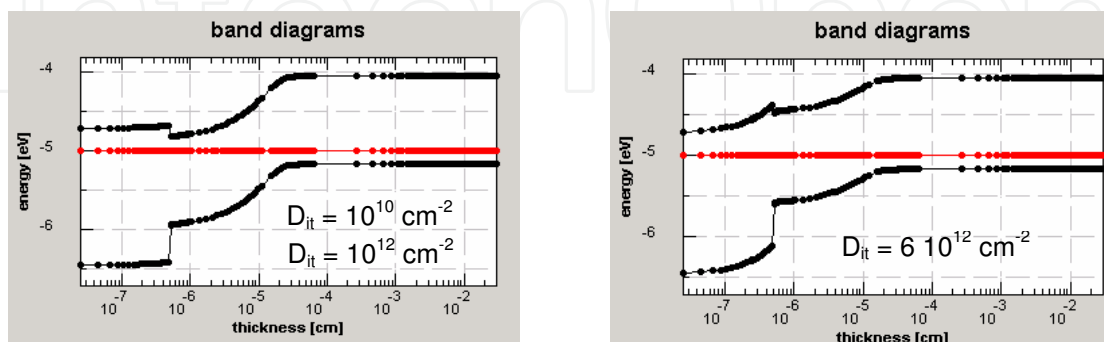 band diagrams
energy [eV]
-4
-5
-6
D_it = 10^10 cm^-2
D_it = 10^12 cm^-2
10^-7
10^-6
10^-5
10^-4
10^-3
10^-2
thickness [cm]
band diagrams
energy [eV]
-4
-5
-6
D_it = 6 10^12 cm^-2
10^-7
10^-6
10^-5
10^-4
10^-3
10^-2
thickness [cm]